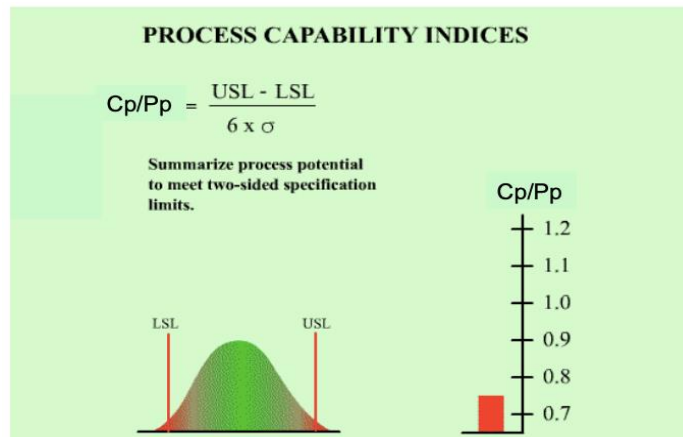 PROCESS CAPABILITY INDICES
Cp/Pp = USL - LSL
6 x σ
Summarize process potential
to meet two-sided specification
limits.
Cp/Pp
1.2
1.1
1.0
0.9
0.8
0.7
LSL
USL